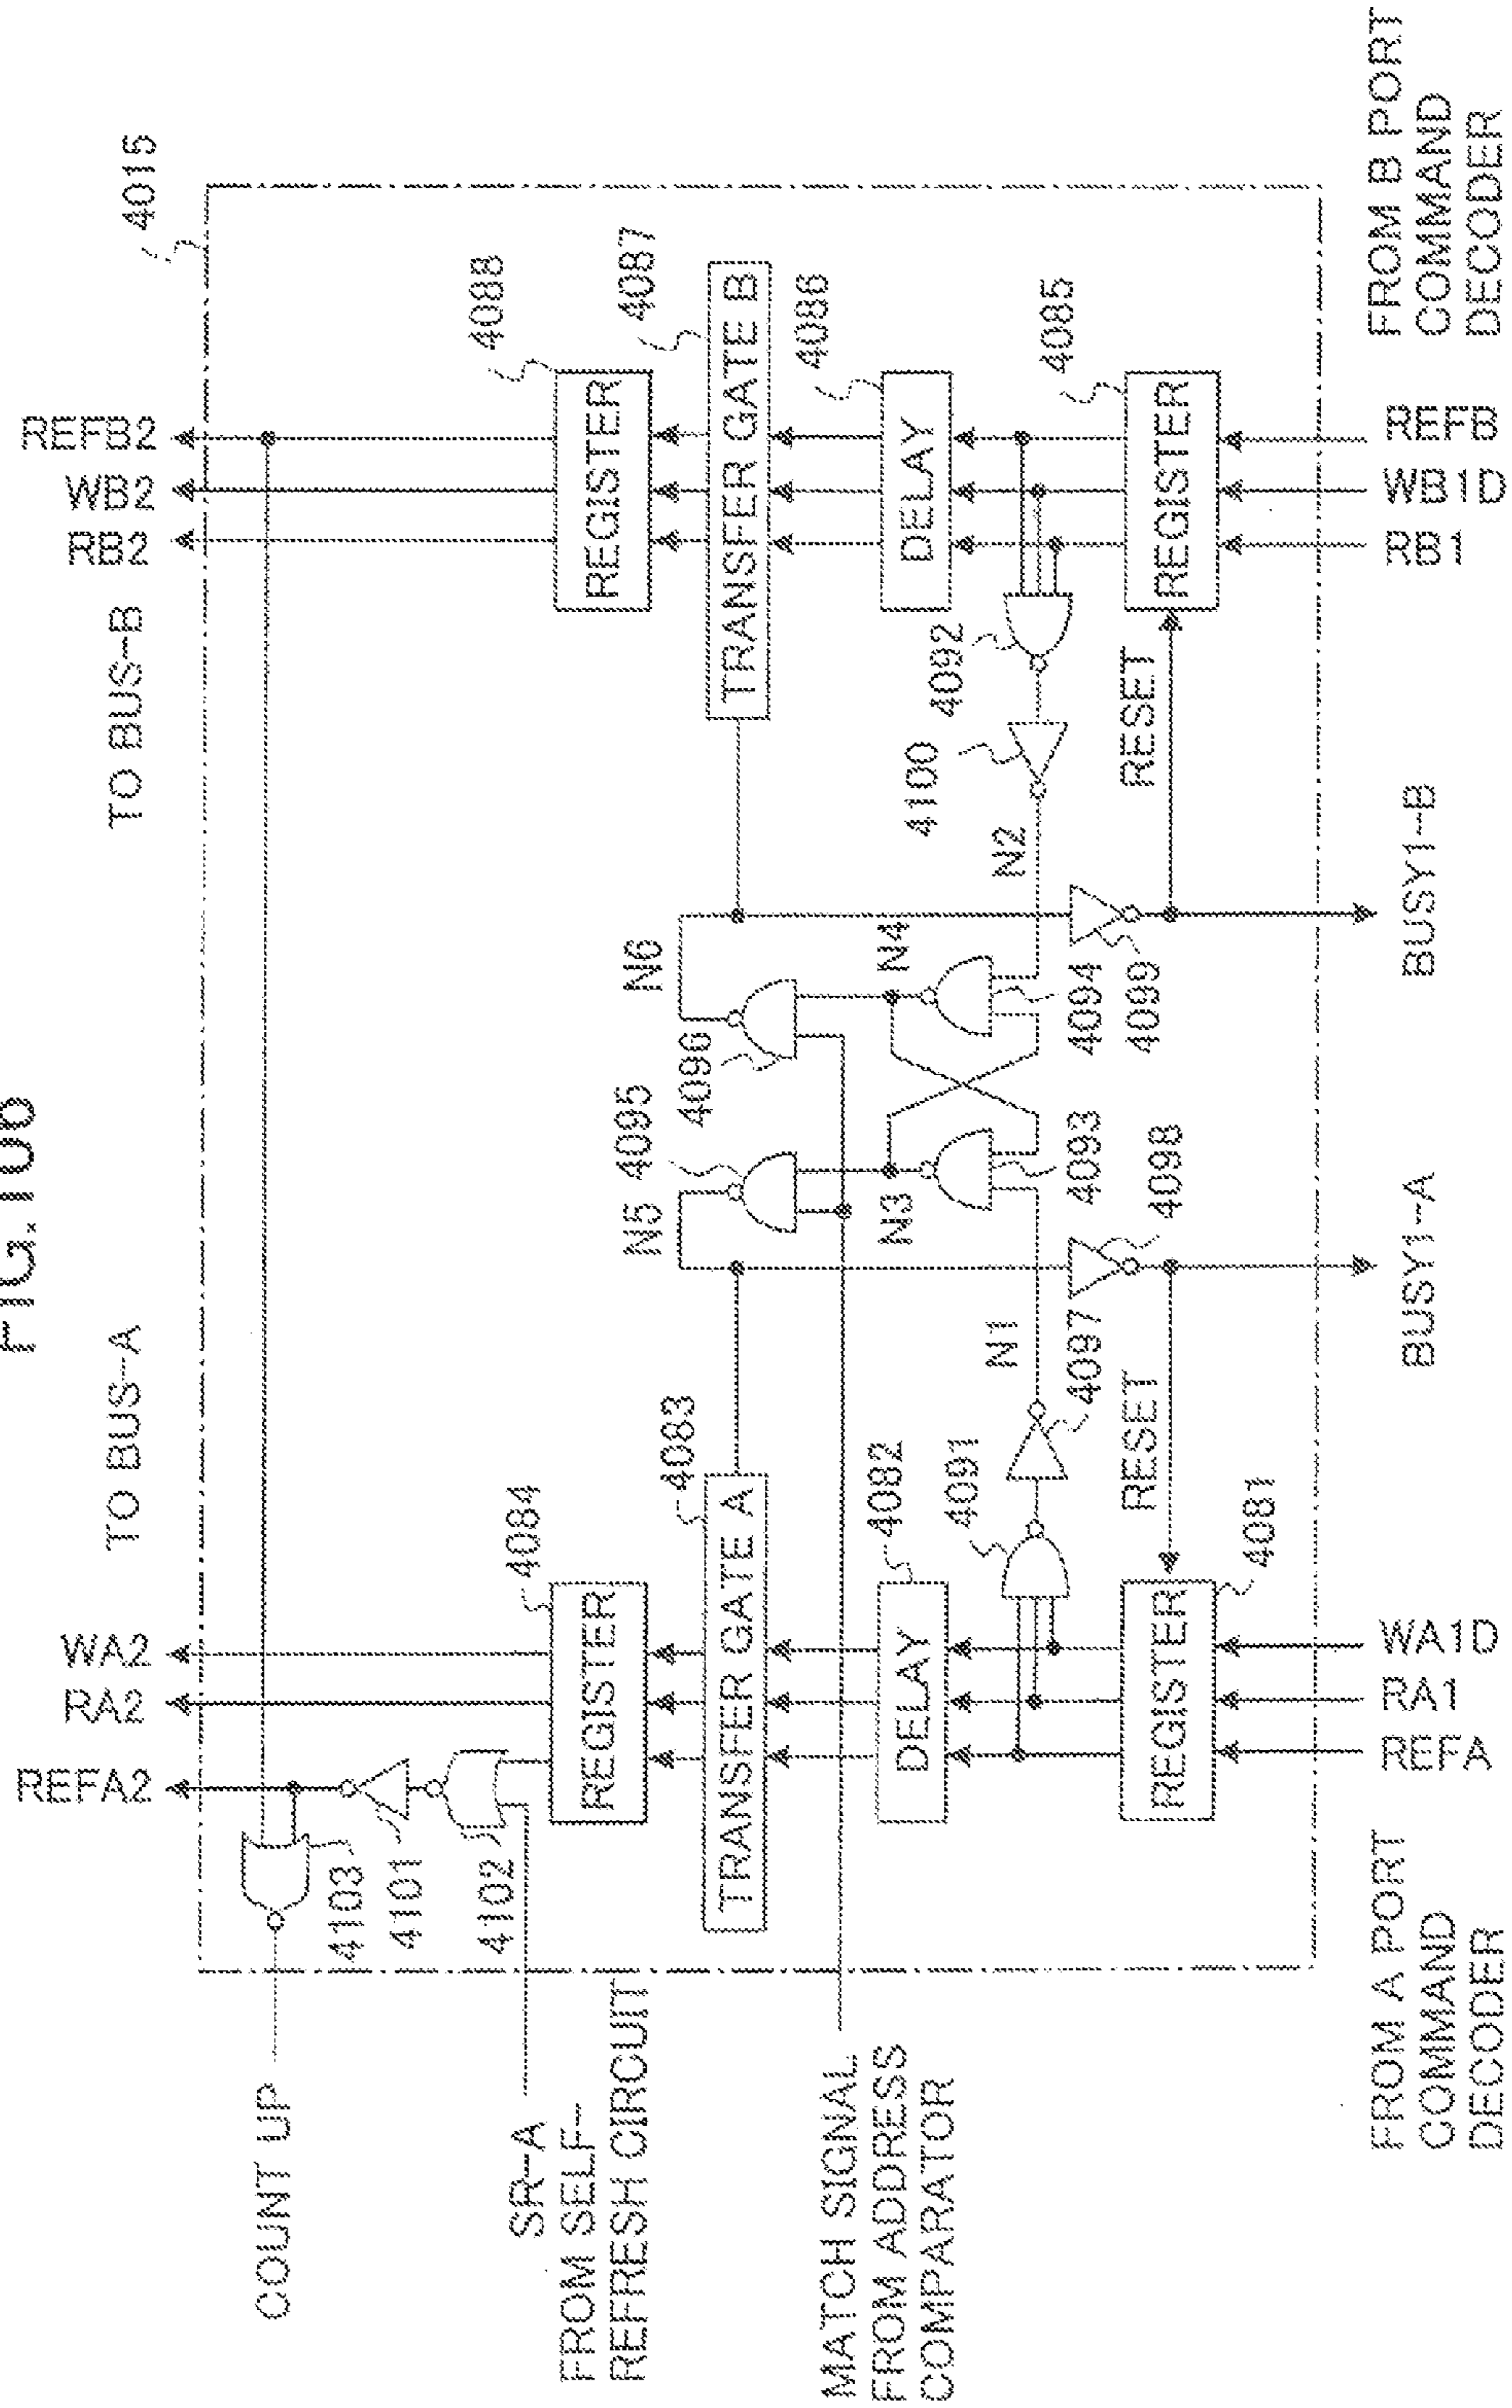 FIG.106
TO BUS-A
TO BUS-B
REFA2
RA2
WA2
RB2
WB2
REFB2
4015
COUNT UP
4103
4101
4102
4084
4088
SR-A
FROM SELF-
REFRESH CIRCUIT
REGISTER
REGISTER
4083
4087
N5
4095
N6
4096
TRANSFER GATE A
TRANSFER GATE B
MATCH SIGNAL
FROM ADDRESS
COMPARATOR
4082
4086
DELAY
DELAY
N3
N4
4091
4092
4100
N1
N2
4097
4093
4094
4098
4099
4085
RESET
RESET
REGISTER
REGISTER
4081
FROM A PORT
COMMAND
DECODER
REFA
RA1
WA1D
BUSY1-A
BUSY1-B
RB1
WB1D
REFB
FROM B PORT
COMMAND
DECODER